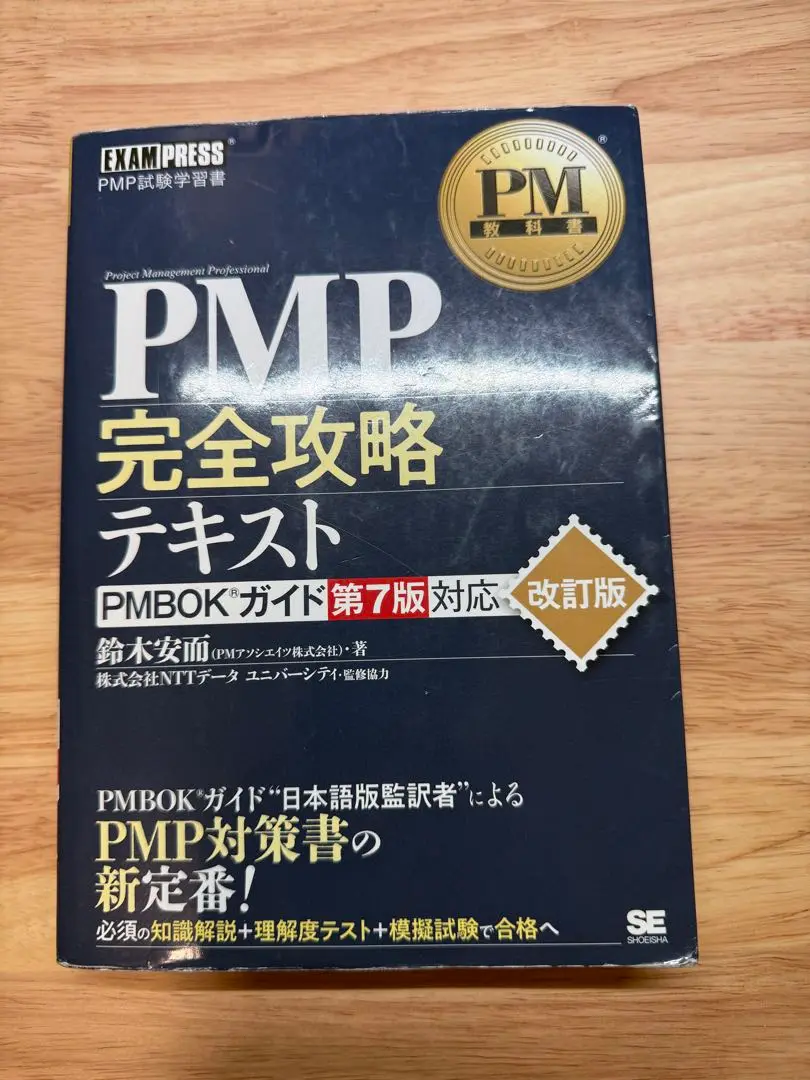 EXAMPRESS®
PMP試験学習書
PM®
教科書
Project Management Professional
PMP
完全攻略
テキスト
PMBOK®ガイド第7版対応
改訂版
鈴木安而(PMアソシエイツ株式会社)・著
株式会社NTTデータ ユニバーシティ・監修協力
PMBOK®ガイド“日本語版監訳者”による
PMP対策書の
新定番!
必須の知識解説+理解度テスト+模擬試験で合格へ
SE
SHOEISHA